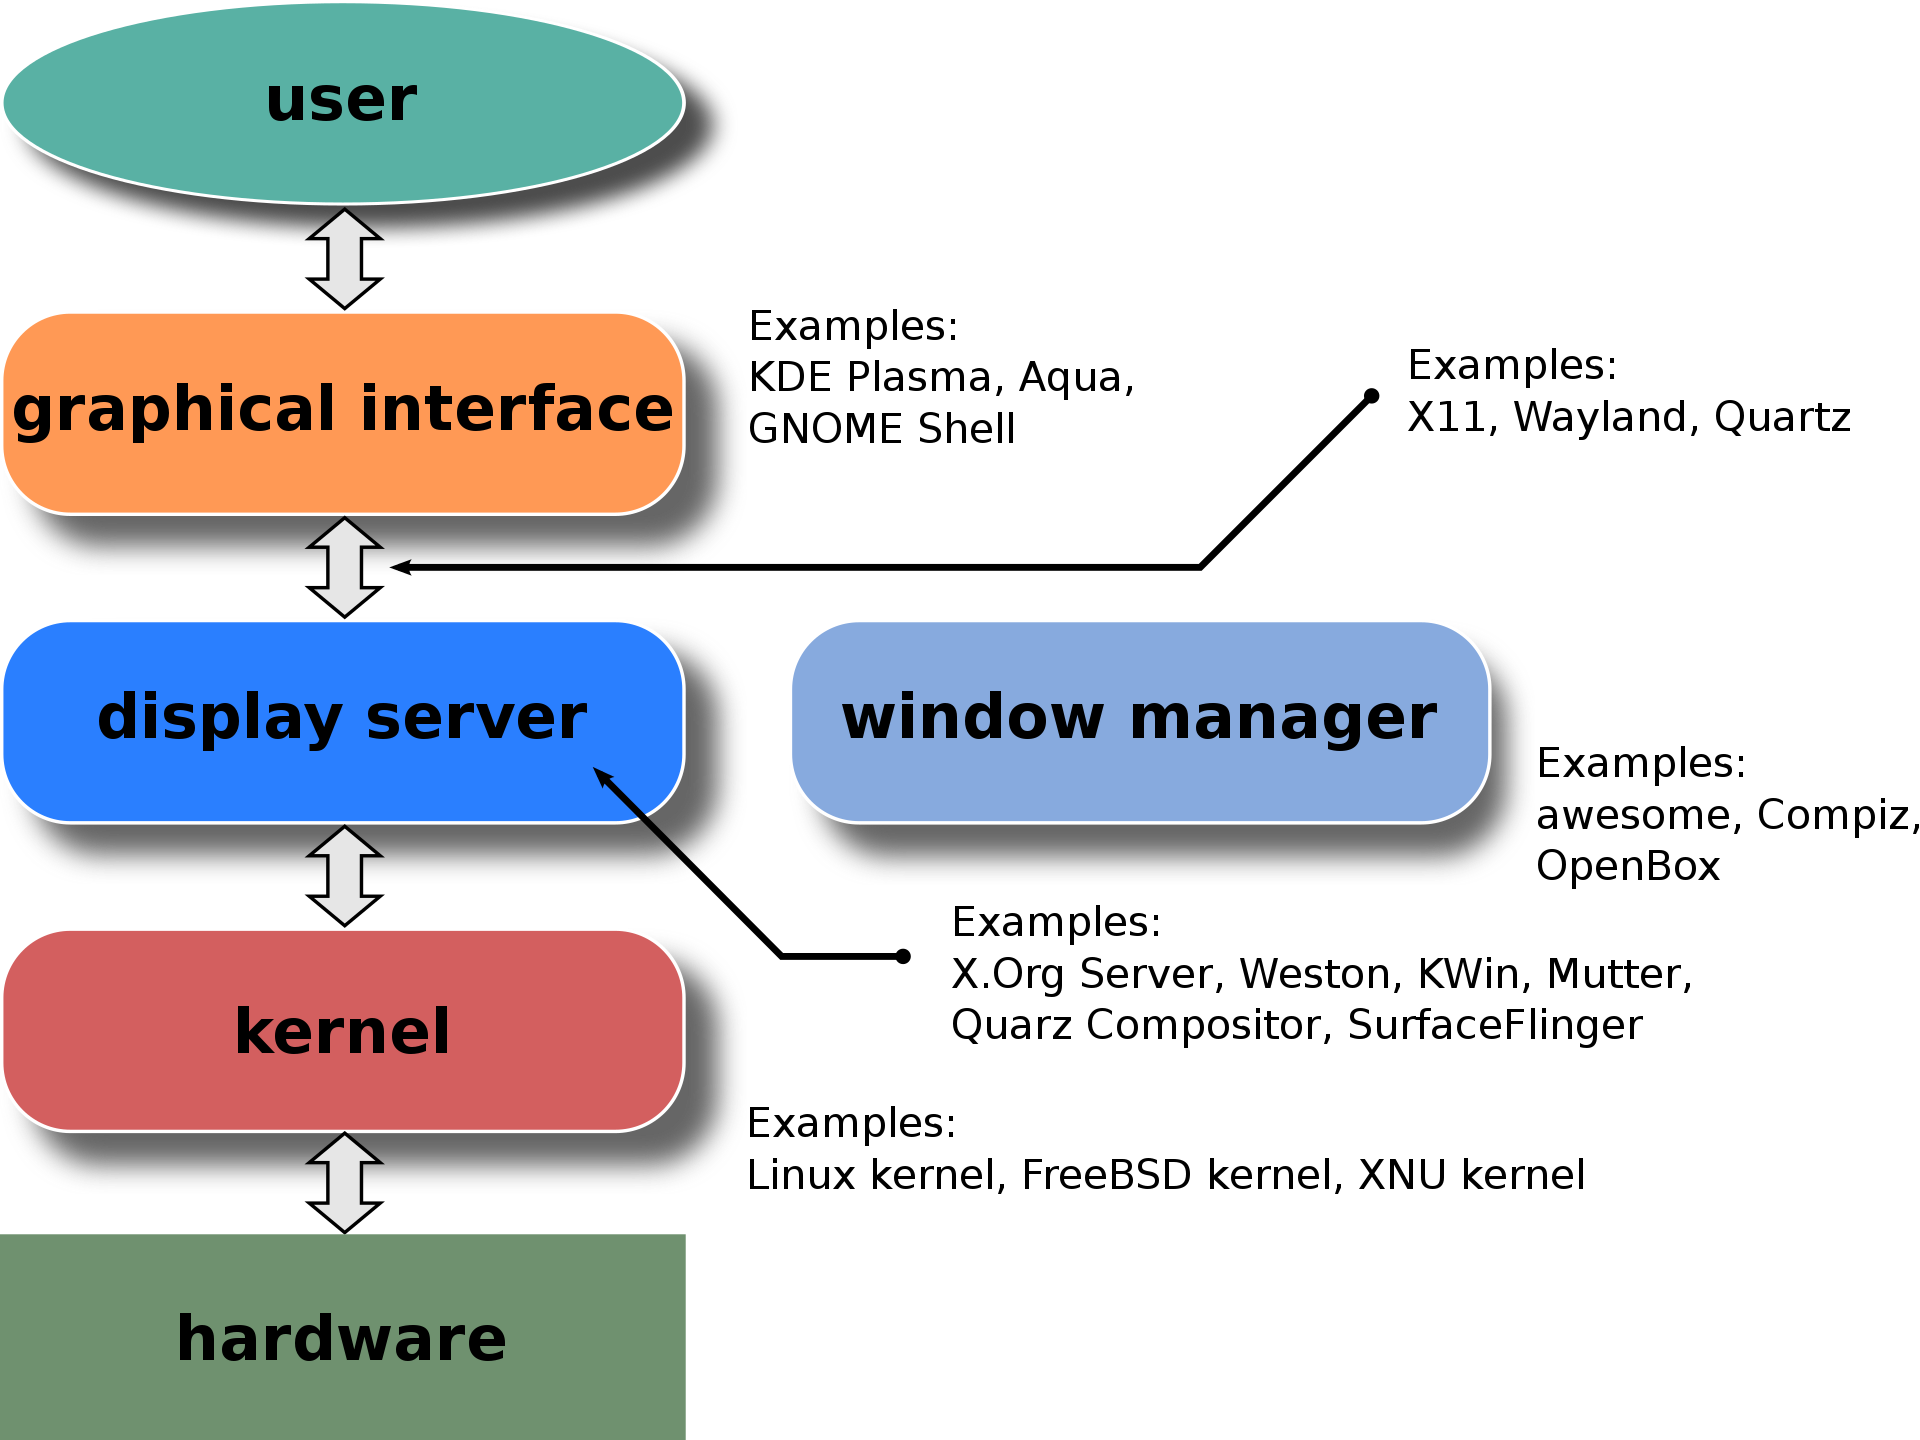 user
graphical interface
Examples:
KDE Plasma, Aqua,
GNOME Shell
Examples:
X11, Wayland, Quartz
display server
window manager
Examples:
awesome, Compiz,
OpenBox
Examples:
X.Org Server, Weston, KWin, Mutter,
Quarz Compositor, SurfaceFlinger
kernel
Examples:
Linux kernel, FreeBSD kernel, XNU kernel
hardware